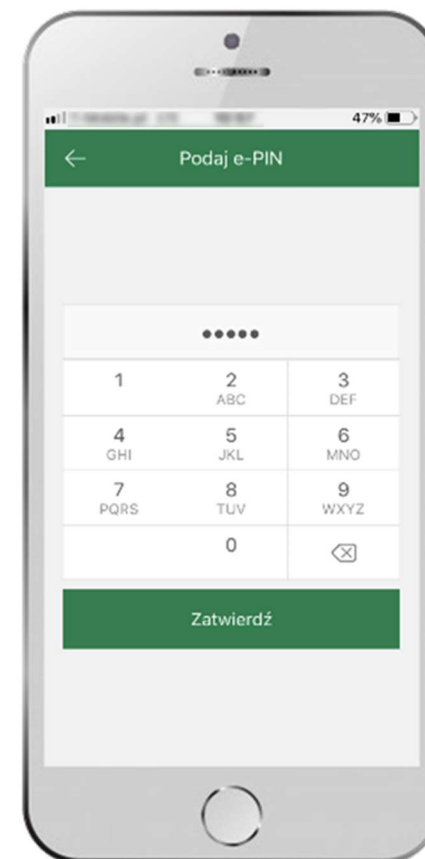 47%
Podaj e-PIN
•••••
1 2 3
ABC DEF
4 5 6
GHI JKL MNO
7 8 9
PQRS TUV WXYZ
0
Zatwierdź